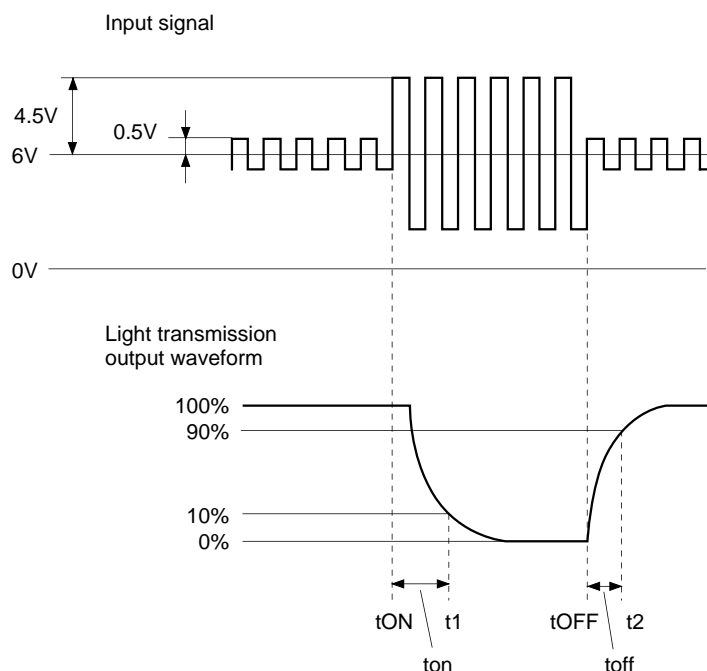 Input signal
4.5V
0.5V
6V
0V
Light transmission
output waveform
100%
90%
10%
0%
tON
t1
tOFF
t2
ton
toff